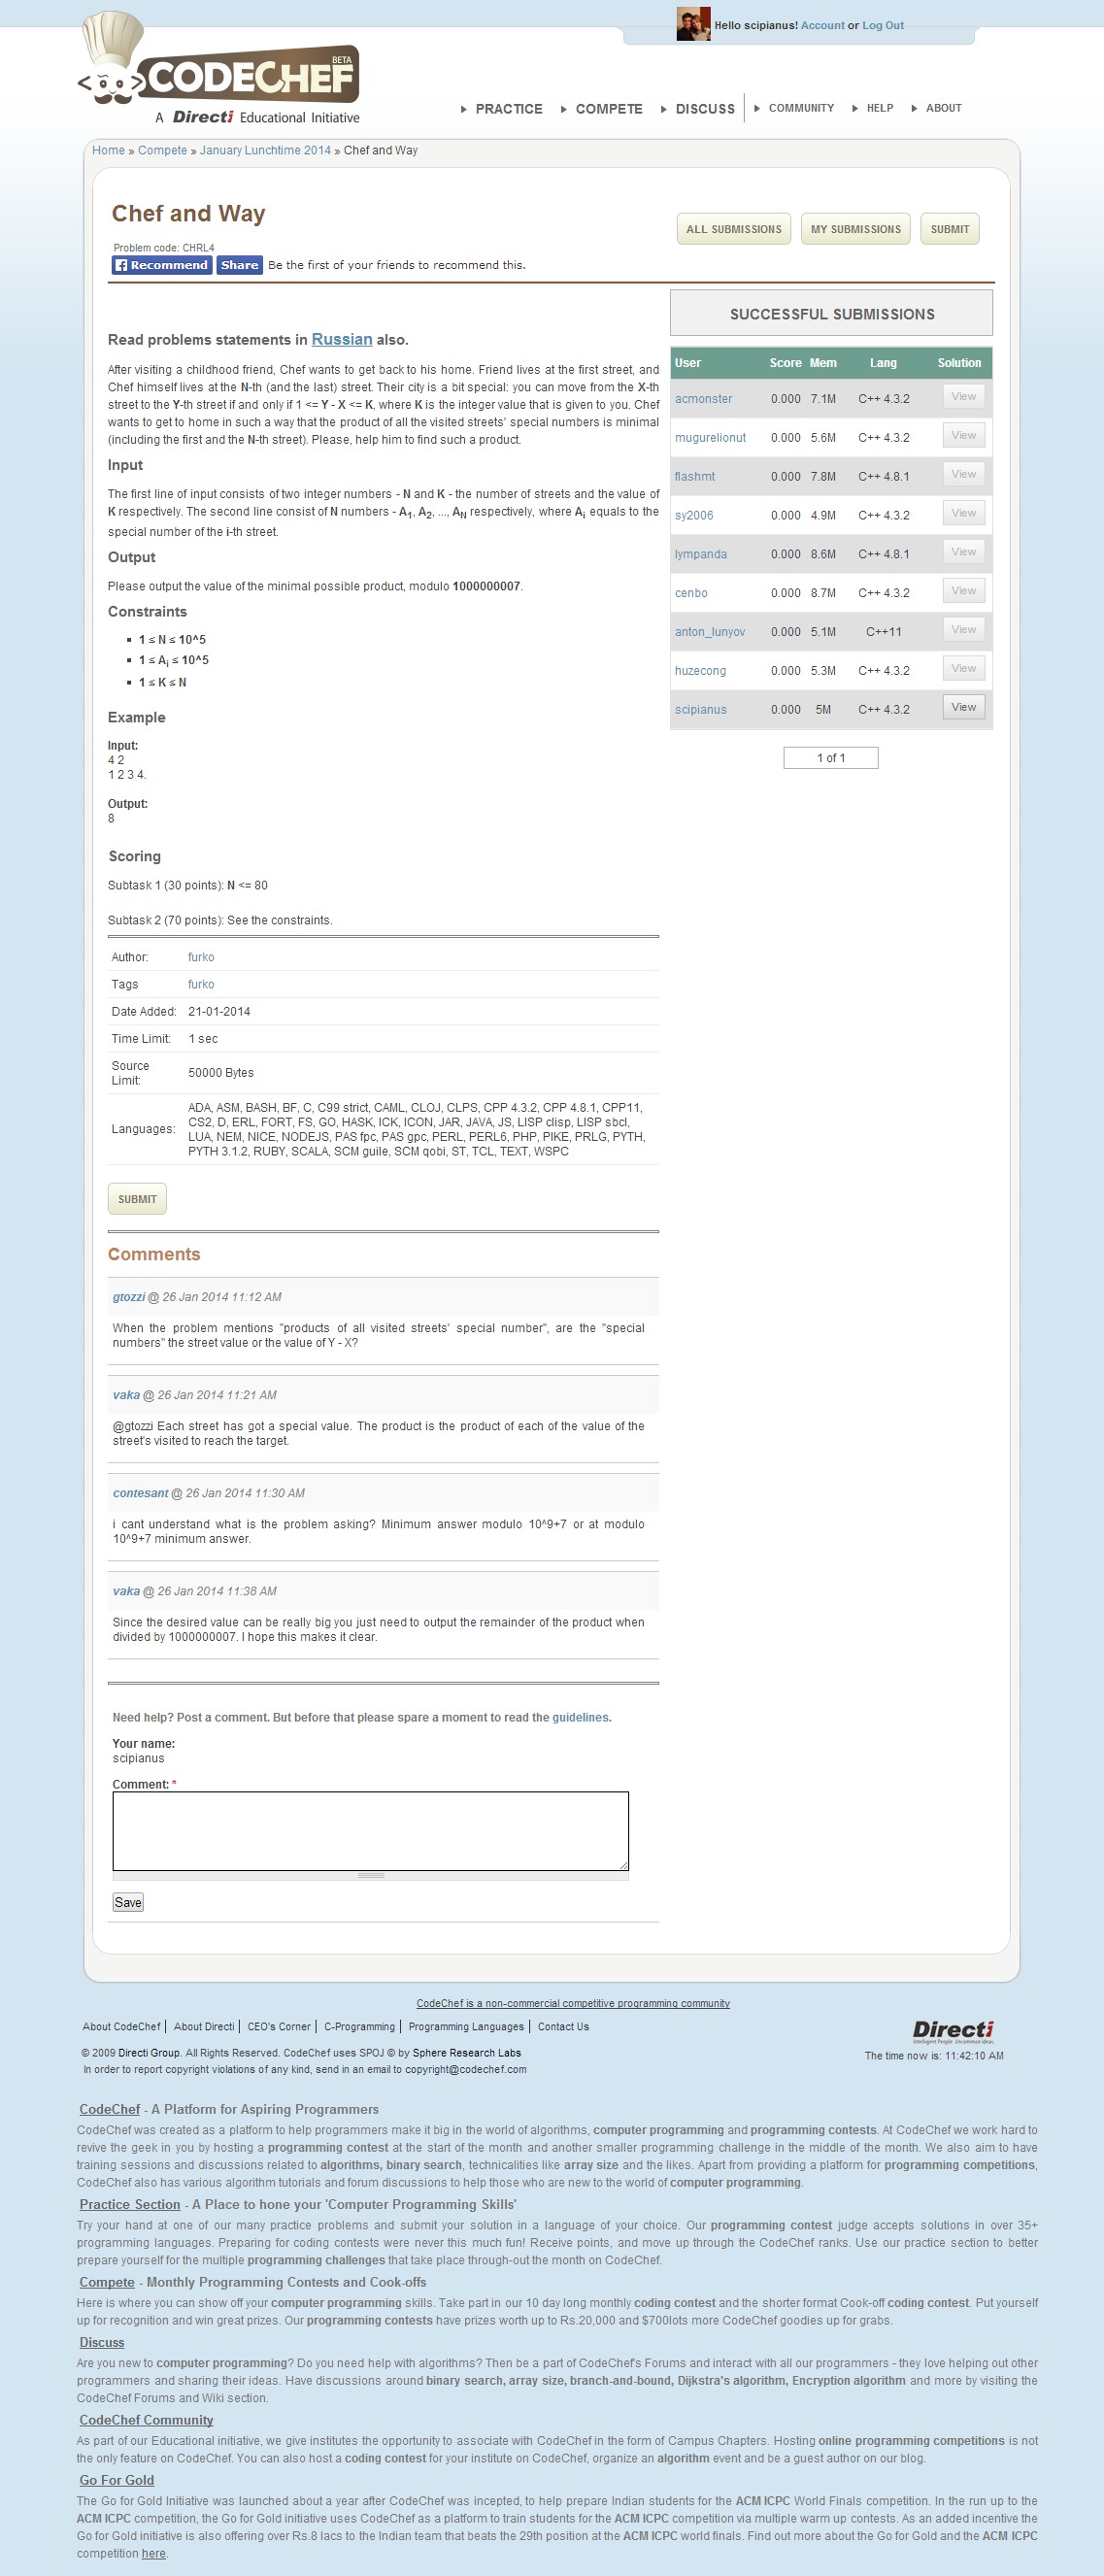 Hello scipianus! Account or Log Out
BETA
CODECHEF
A Directi Educational Initiative
PRACTICE COMPETE DISCUSS COMMUNITY HELP ABOUT
Home » Compete » January Lunchtime 2014 » Chef and Way
Chef and Way
ALL SUBMISSIONS MY SUBMISSIONS SUBMIT
Problem code: CHRL4
Recommend Share Be the first of your friends to recommend this.
Read problems statements in Russian also.
After visiting a childhood friend, Chef wants to get back to his home. Friend lives at the first street, and
Chef himself lives at the N-th (and the last) street. Their city is a bit special: you can move from the X-th
street to the Y-th street if and only if 1 <= Y - X <= K, where K is the integer value that is given to you. Chef
wants to get to home in such a way that the product of all the visited streets' special numbers is minimal
(including the first and the N-th street). Please, help him to find such a product.
Input
The first line of input consists of two integer numbers - N and K - the number of streets and the value of
K respectively. The second line consist of N numbers - A1, A2, ..., AN respectively, where Ai equals to the
special number of the i-th street.
Output
Please output the value of the minimal possible product, modulo 1000000007.
Constraints
1 ≤ N ≤ 10^5
1 ≤ Ai ≤ 10^5
1 ≤ K ≤ N
Example
Input:
4 2
1 2 3 4.
Output:
8
Scoring
Subtask 1 (30 points): N <= 80
Subtask 2 (70 points): See the constraints.
Author: furko
Tags furko
Date Added: 21-01-2014
Time Limit: 1 sec
Source
Limit: 50000 Bytes
Languages: ADA, ASM, BASH, BF, C, C99 strict, CAML, CLOJ, CLPS, CPP 4.3.2, CPP 4.8.1, CPP11,
CS2, D, ERL, FORT, FS, GO, HASK, ICK, ICON, JAR, JAVA, JS, LISP clisp, LISP sbcl,
LUA, NEM, NICE, NODEJS, PAS fpc, PAS gpc, PERL, PERL6, PHP, PIKE, PRLG, PYTH,
PYTH 3.1.2, RUBY, SCALA, SCM guile, SCM qobi, ST, TCL, TEXT, WSPC
SUBMIT
SUCCESSFUL SUBMISSIONS
User Score Mem Lang Solution
acmonster 0.000 7.1M C++ 4.3.2 View
mugurelionut 0.000 5.6M C++ 4.3.2 View
flashmt 0.000 7.8M C++ 4.8.1 View
sy2006 0.000 4.9M C++ 4.3.2 View
lympanda 0.000 8.6M C++ 4.8.1 View
cenbo 0.000 8.7M C++ 4.3.2 View
anton_lunyov 0.000 5.1M C++11 View
huzecong 0.000 5.3M C++ 4.3.2 View
scipianus 0.000 5M C++ 4.3.2 View
1 of 1
Comments
gtozzi @ 26 Jan 2014 11:12 AM
When the problem mentions "products of all visited streets' special number", are the "special
numbers" the street value or the value of Y - X?
vaka @ 26 Jan 2014 11:21 AM
@gtozzi Each street has got a special value. The product is the product of each of the value of the
street's visited to reach the target.
contesant @ 26 Jan 2014 11:30 AM
i cant understand what is the problem asking? Minimum answer modulo 10^9+7 or at modulo
10^9+7 minimum answer.
vaka @ 26 Jan 2014 11:38 AM
Since the desired value can be really big you just need to output the remainder of the product when
divided by 1000000007. I hope this makes it clear.
Need help? Post a comment. But before that please spare a moment to read the guidelines.
Your name:
scipianus
Comment: *
Save
CodeChef is a non-commercial competitive programming community
About CodeChef | About Directi | CEO's Corner | C-Programming | Programming Languages | Contact Us
Directi
Intelligent People. Uncommon Ideas.
© 2009 Directi Group. All Rights Reserved. CodeChef uses SPOJ © by Sphere Research Labs
The time now is: 11:42:10 AM
In order to report copyright violations of any kind, send in an email to copyright@codechef.com
CodeChef - A Platform for Aspiring Programmers
CodeChef was created as a platform to help programmers make it big in the world of algorithms, computer programming and programming contests. At CodeChef we work hard to
revive the geek in you by hosting a programming contest at the start of the month and another smaller programming challenge in the middle of the month. We also aim to have
training sessions and discussions related to algorithms, binary search, technicalities like array size and the likes. Apart from providing a platform for programming competitions,
CodeChef also has various algorithm tutorials and forum discussions to help those who are new to the world of computer programming.
Practice Section - A Place to hone your 'Computer Programming Skills'
Try your hand at one of our many practice problems and submit your solution in a language of your choice. Our programming contest judge accepts solutions in over 35+
programming languages. Preparing for coding contests were never this much fun! Receive points, and move up through the CodeChef ranks. Use our practice section to better
prepare yourself for the multiple programming challenges that take place through-out the month on CodeChef.
Compete - Monthly Programming Contests and Cook-offs
Here is where you can show off your computer programming skills. Take part in our 10 day long monthly coding contest and the shorter format Cook-off coding contest. Put yourself
up for recognition and win great prizes. Our programming contests have prizes worth up to Rs.20,000 and $700lots more CodeChef goodies up for grabs.
Discuss
Are you new to computer programming? Do you need help with algorithms? Then be a part of CodeChef's Forums and interact with all our programmers - they love helping out other
programmers and sharing their ideas. Have discussions around binary search, array size, branch-and-bound, Dijkstra's algorithm, Encryption algorithm and more by visiting the
CodeChef Forums and Wiki section.
CodeChef Community
As part of our Educational initiative, we give institutes the opportunity to associate with CodeChef in the form of Campus Chapters. Hosting online programming competitions is not
the only feature on CodeChef. You can also host a coding contest for your institute on CodeChef, organize an algorithm event and be a guest author on our blog.
Go For Gold
The Go for Gold Initiative was launched about a year after CodeChef was incepted, to help prepare Indian students for the ACM ICPC World Finals competition. In the run up to the
ACM ICPC competition, the Go for Gold initiative uses CodeChef as a platform to train students for the ACM ICPC competition via multiple warm up contests. As an added incentive the
Go for Gold initiative is also offering over Rs.8 lacs to the Indian team that beats the 29th position at the ACM ICPC world finals. Find out more about the Go for Gold and the ACM ICPC
competition here.